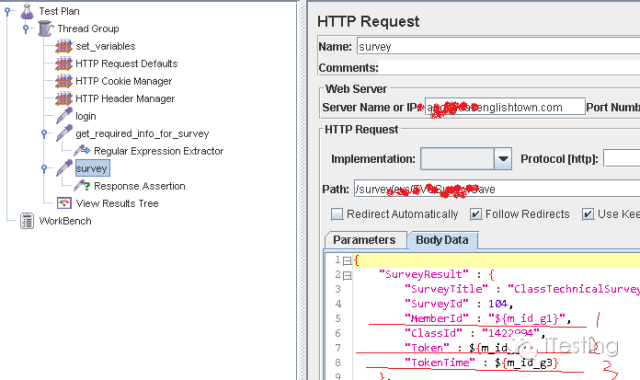 Test Plan
Thread Group
set_variables
HTTP Request Defaults
HTTP Cookie Manager
HTTP Header Manager
login
get_required_info_for_survey
Regular Expression Extractor
survey
Response Assertion
View Results Tree
WorkBench
HTTP Request
Name: survey
Comments:
Web Server
Server Name or IP: englishtown.com Port Numb
HTTP Request
Implementation: Protocol [http]:
Path: /survey/
Redirect Automatically Follow Redirects Use Kee
Parameters Body Data
1 {
2 "SurveyResult" : {
3 "SurveyTitle" : "ClassTechnicalSurvey
4 "SurveyId" : 104,
5 "MemberId" : "${m_id_g1}", 1
6 "ClassId" : "1422994",
7 "Token" : ${m_id_ 2
8 "TokenTime" : ${m_id_g3} 3
9 },
iTesting